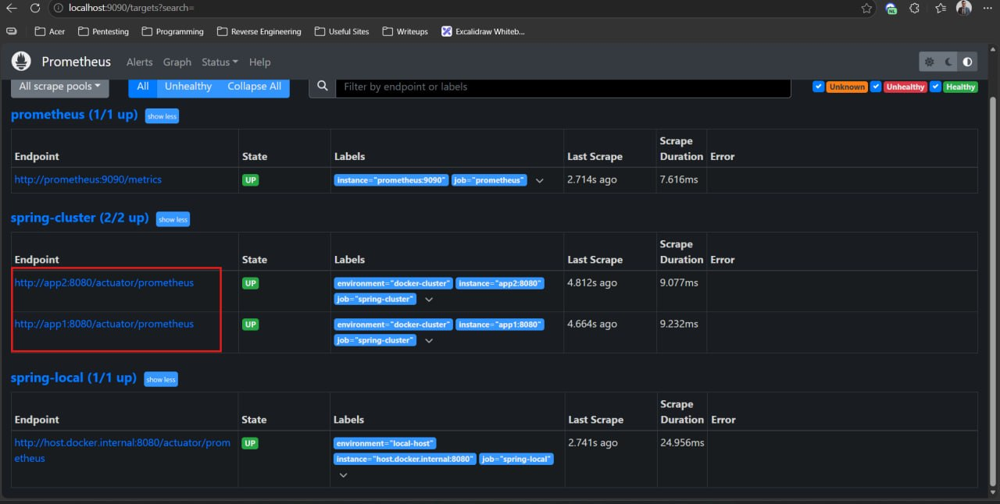 localhost:9090/targets?search=
NL
Acer Pentesting Programming Reverse Engineering Useful Sites Writeups Excalidraw Whiteb...
Prometheus Alerts Graph Status Help
All scrape pools All Unhealthy Collapse All Filter by endpoint or labels Unknown Unhealthy Healthy
prometheus (1/1 up) show less
Endpoint State Labels Last Scrape Scrape Duration Error
http://prometheus:9090/metrics UP instance="prometheus:9090" job="prometheus" 2.714s ago 7.616ms
spring-cluster (2/2 up) show less
Endpoint State Labels Last Scrape Scrape Duration Error
http://app2:8080/actuator/prometheus UP environment="docker-cluster" instance="app2:8080" 4.812s ago 9.077ms
job="spring-cluster"
http://app1:8080/actuator/prometheus UP environment="docker-cluster" instance="app1:8080" 4.664s ago 9.232ms
job="spring-cluster"
spring-local (1/1 up) show less
Endpoint State Labels Last Scrape Scrape Duration Error
http://host.docker.internal:8080/actuator/prom UP environment="local-host" 2.741s ago 24.956ms
etheus instance="host.docker.internal:8080" job="spring-local"